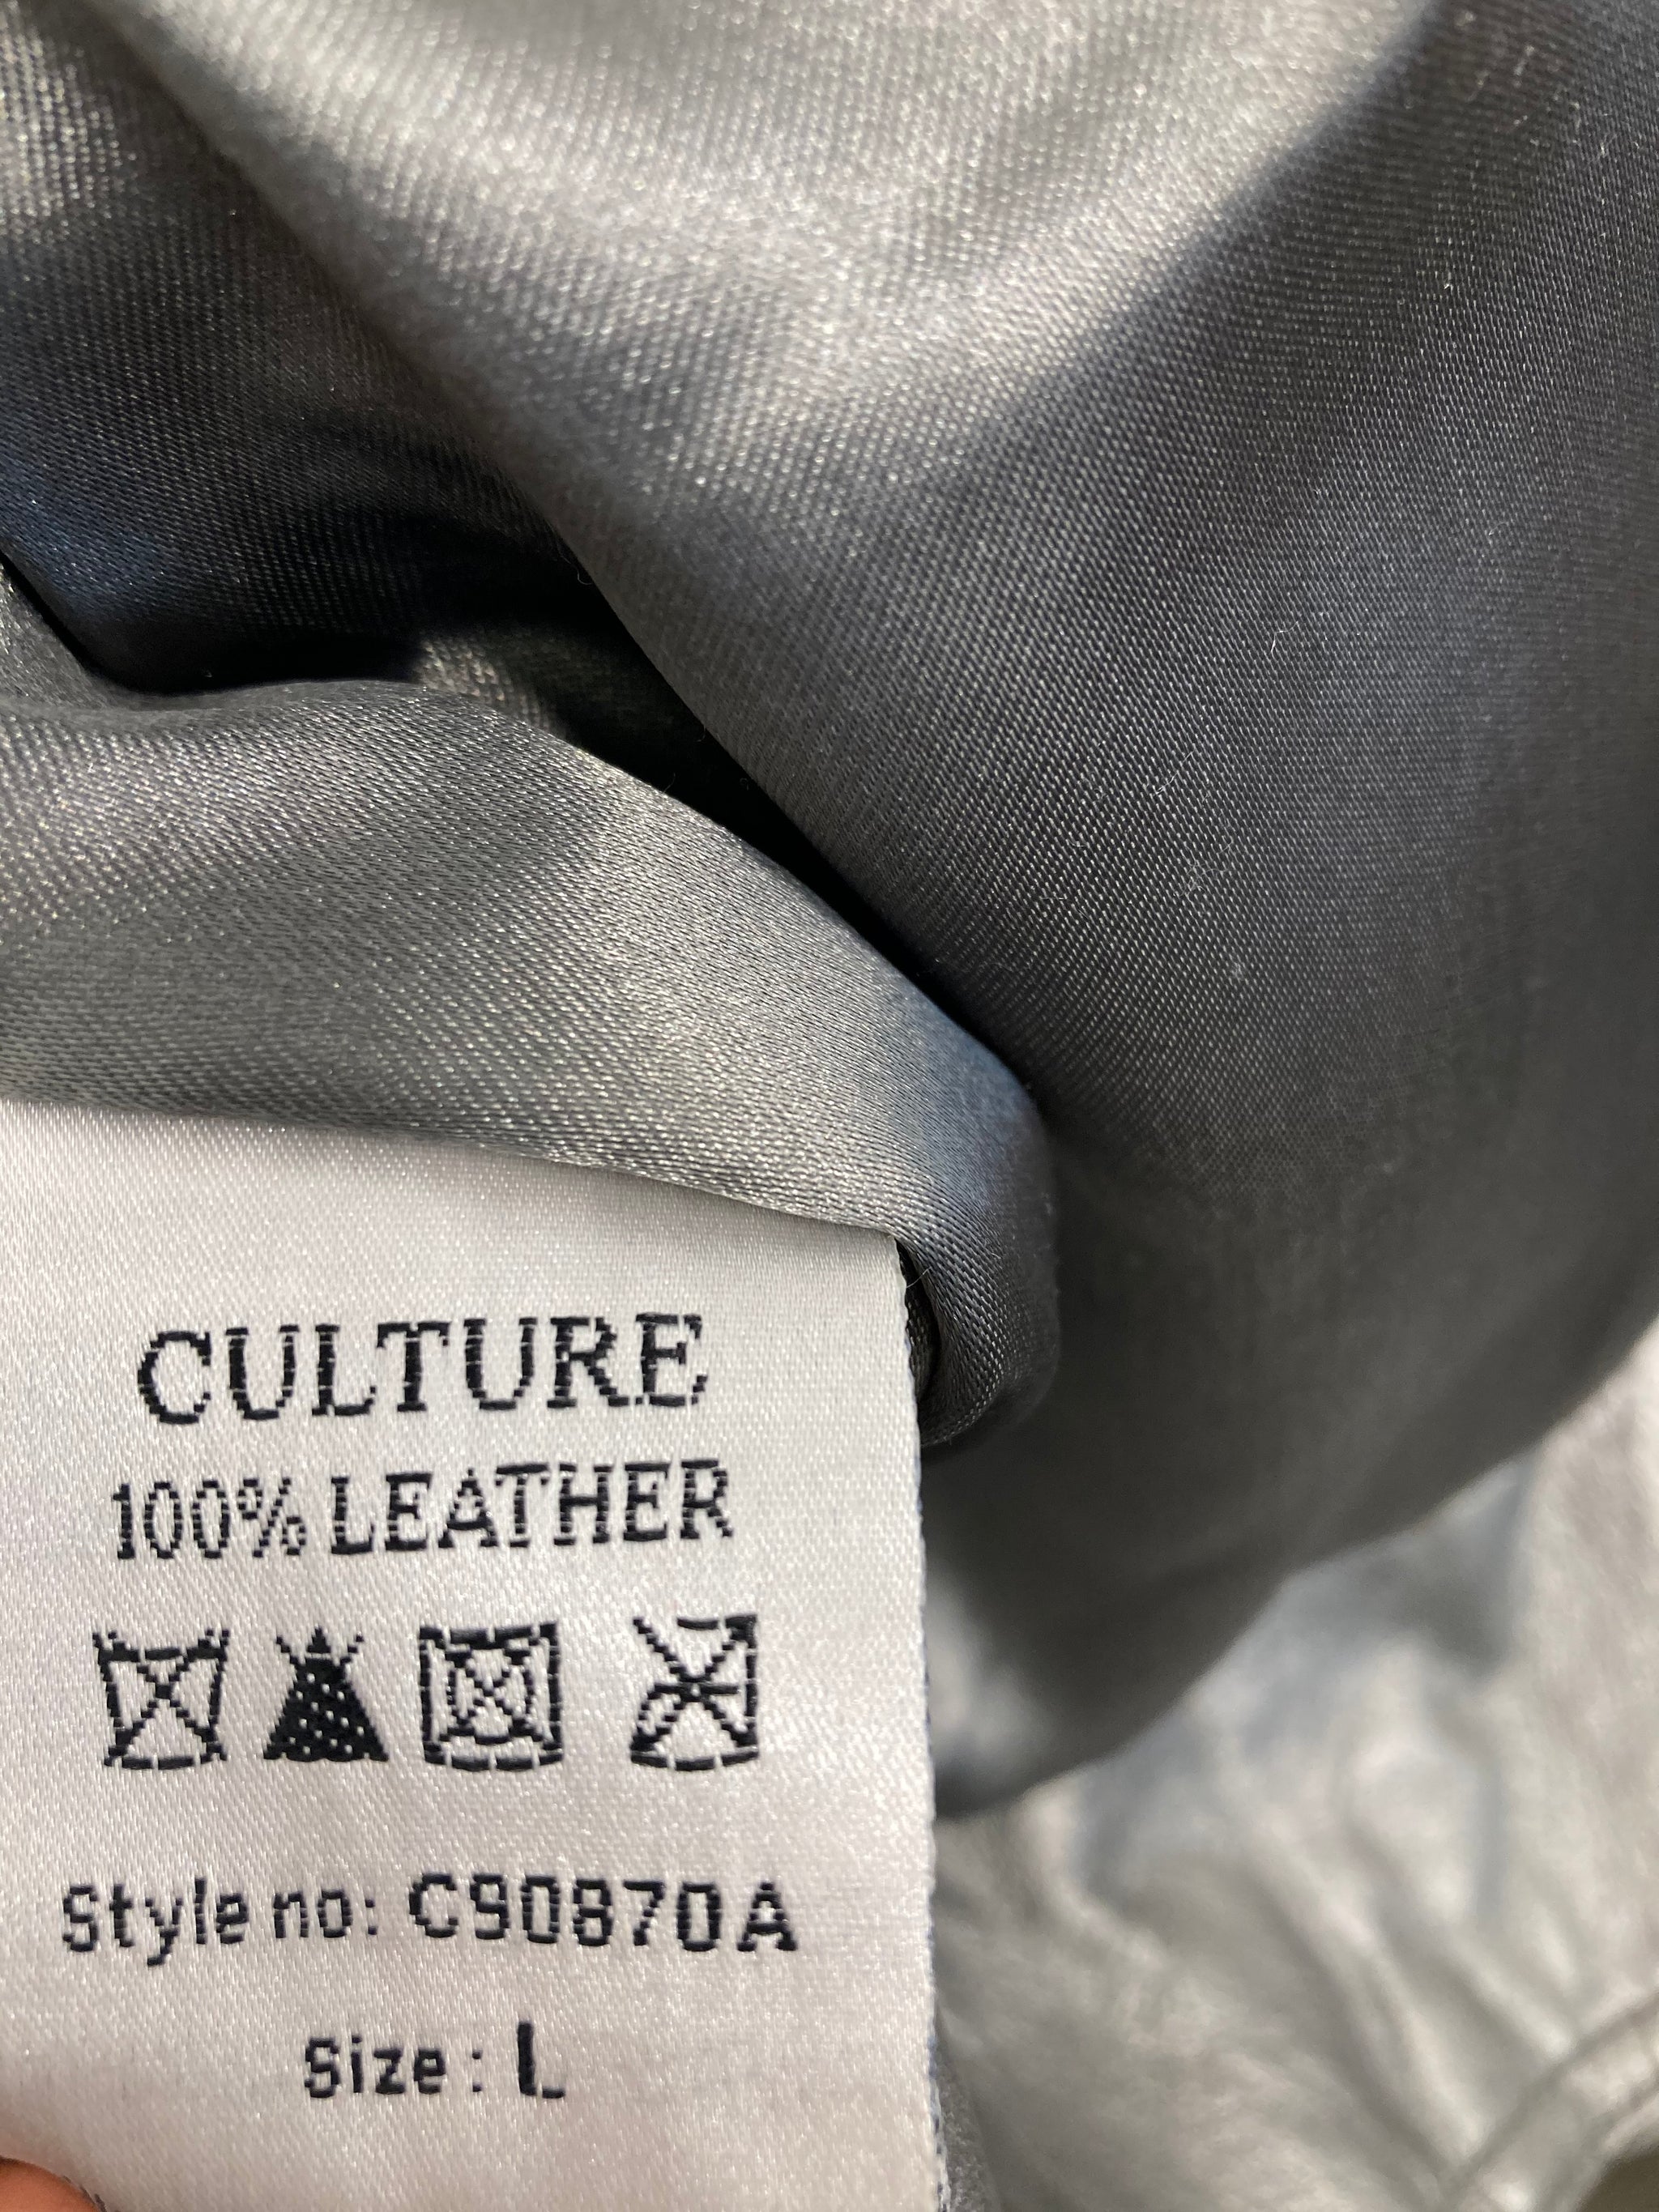 CULTURE
100% LEATHER
Style no: C90870A
Size: L